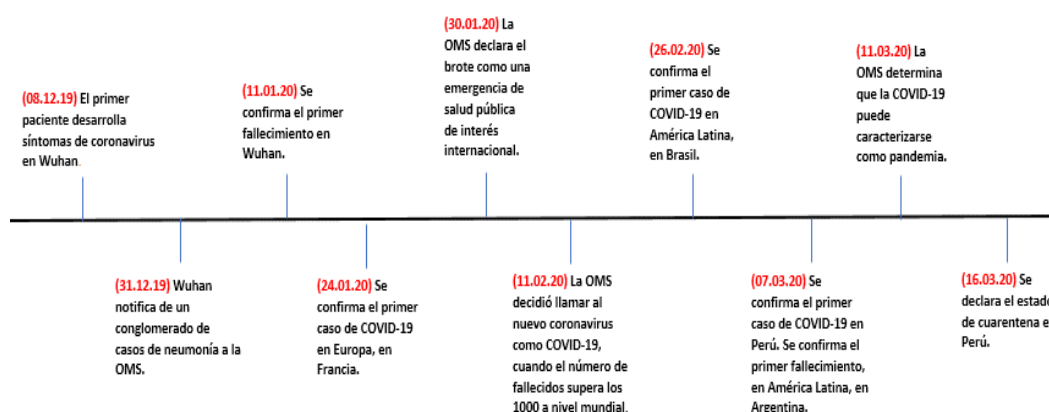 (08.12.19) El primer
paciente desarrolla
síntomas de coronavirus
en Wuhan.
(31.12.19) Wuhan
notifica de un
conglomerado de
casos de neumonía a la
OMS.
(11.01.20) Se
confirma el primer
fallecimiento en
Wuhan.
(24.01.20) Se
confirma el primer
caso de COVID-19
en Europa, en
Francia.
(30.01.20) La
OMS declara el
brote como una
emergencia de
salud pública
de interés
internacional.
(11.02.20) La OMS
decidió llamar al
nuevo coronavirus
como COVID-19,
cuando el número de
fallecidos supera los
1000 a nivel mundial.
(26.02.20) Se
confirma el
primer caso de
COVID-19 en
América Latina,
en Brasil.
(07.03.20) Se
confirma el primer
caso de COVID-19 en
Perú. Se confirma el
primer fallecimiento,
en América Latina, en
Argentina.
(11.03.20) La
OMS determina
que la COVID-19
puede
caracterizarse
como pandemia.
(16.03.20) Se
declara el estado
de cuarentena e
Perú.